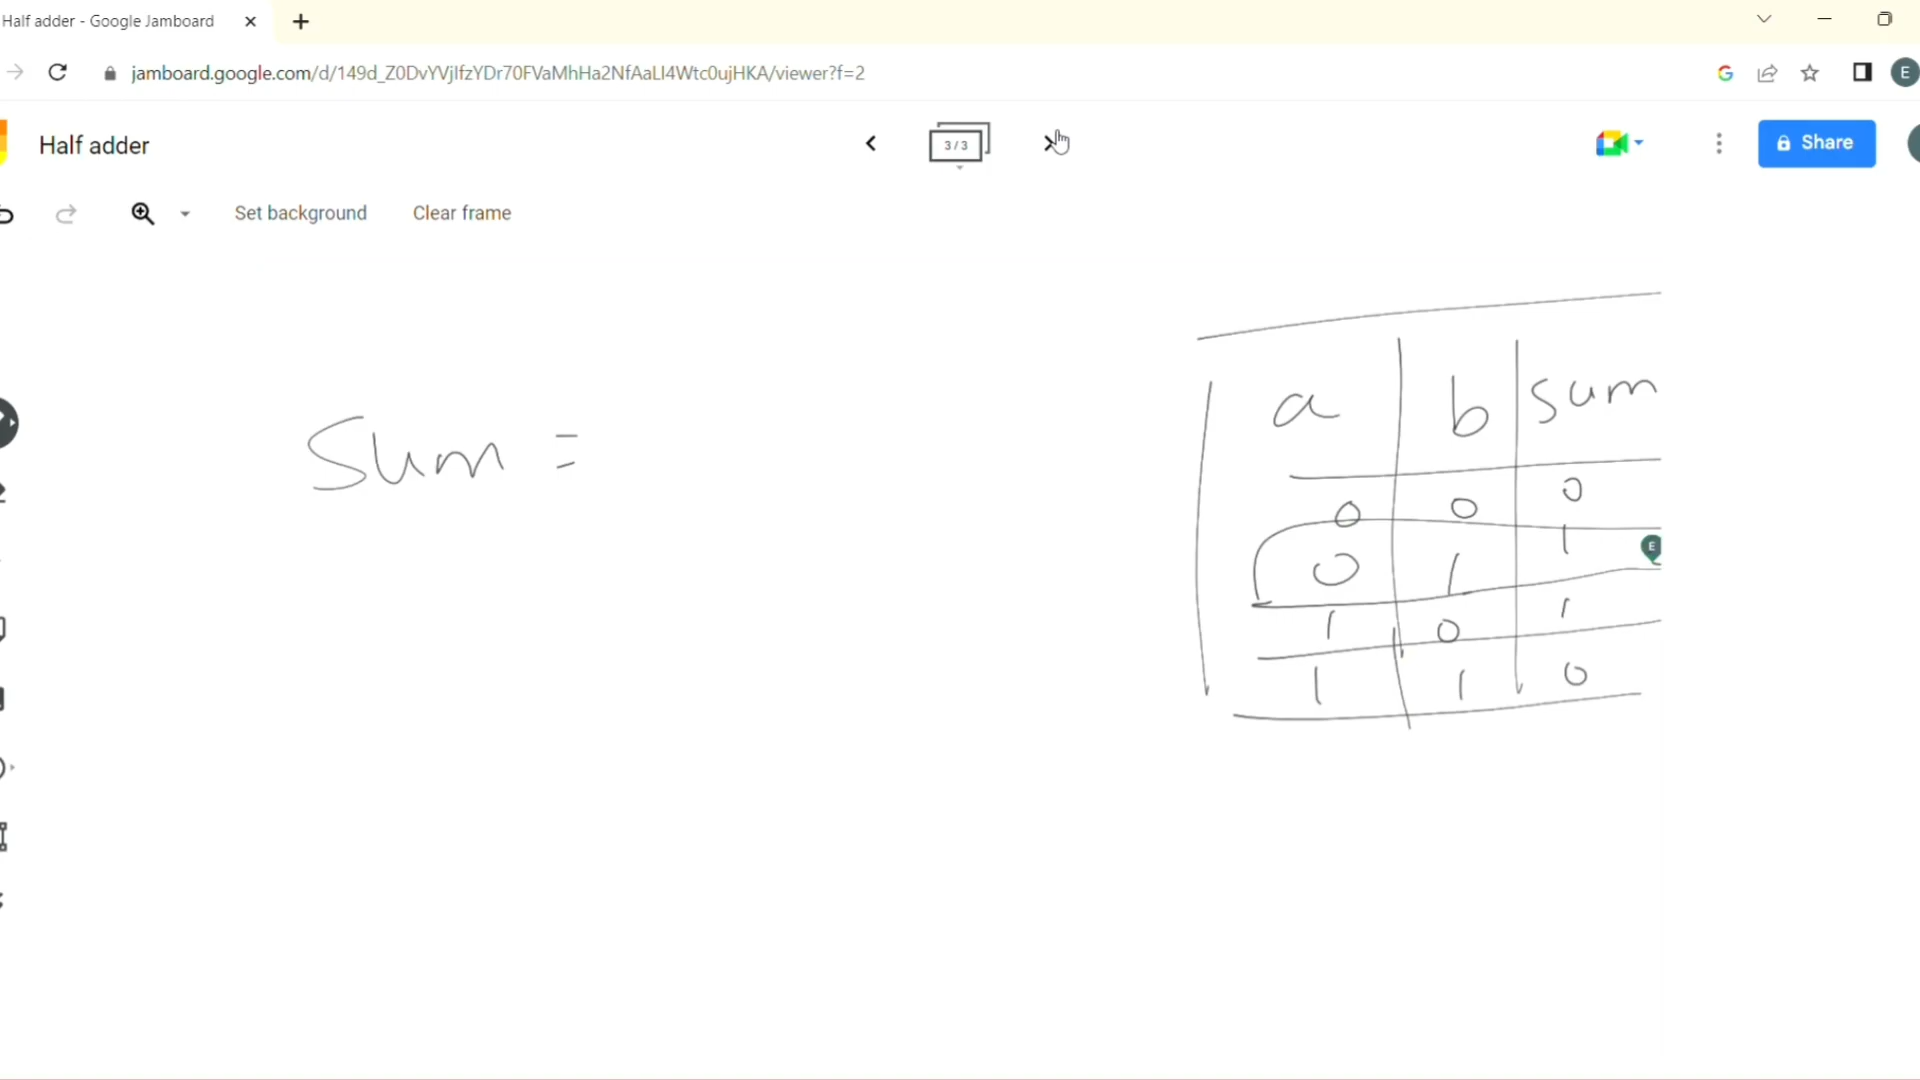 Half adder - Google Jamboard
jamboard.google.com/d/149d_Z0DvYVjIfzYDr70FVaMhHa2NfAaLI4Wtc0ujHKA/viewer?f=2
E
Half adder
3 / 3
Share
Set background Clear frame
Sum =
a b sum
0 0 0
0 1 1
E
1 0 1
1 1 0